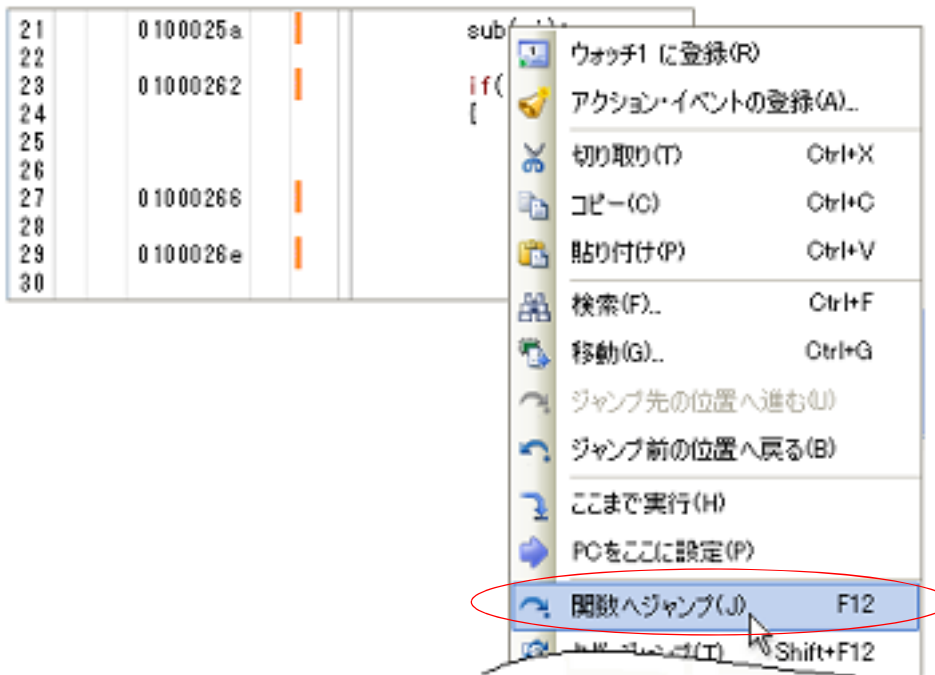 21 0100025a sub(
22
23 01000262 if(
24 {
25
26
27 01000266
28
29 0100026e
30
ウォッチ1 に登録(R)
アクション・イベントの登録(A)...
切り取り(T) Ctrl+X
コピー(C) Ctrl+C
貼り付け(P) Ctrl+V
検索(F)... Ctrl+F
移動(G)... Ctrl+G
ジャンプ先の位置へ進む(U)
ジャンプ前の位置へ戻る(B)
ここまで実行(H)
PCをここに設定(P)
関数へジャンプ(J) F12
(T) Shift+F12